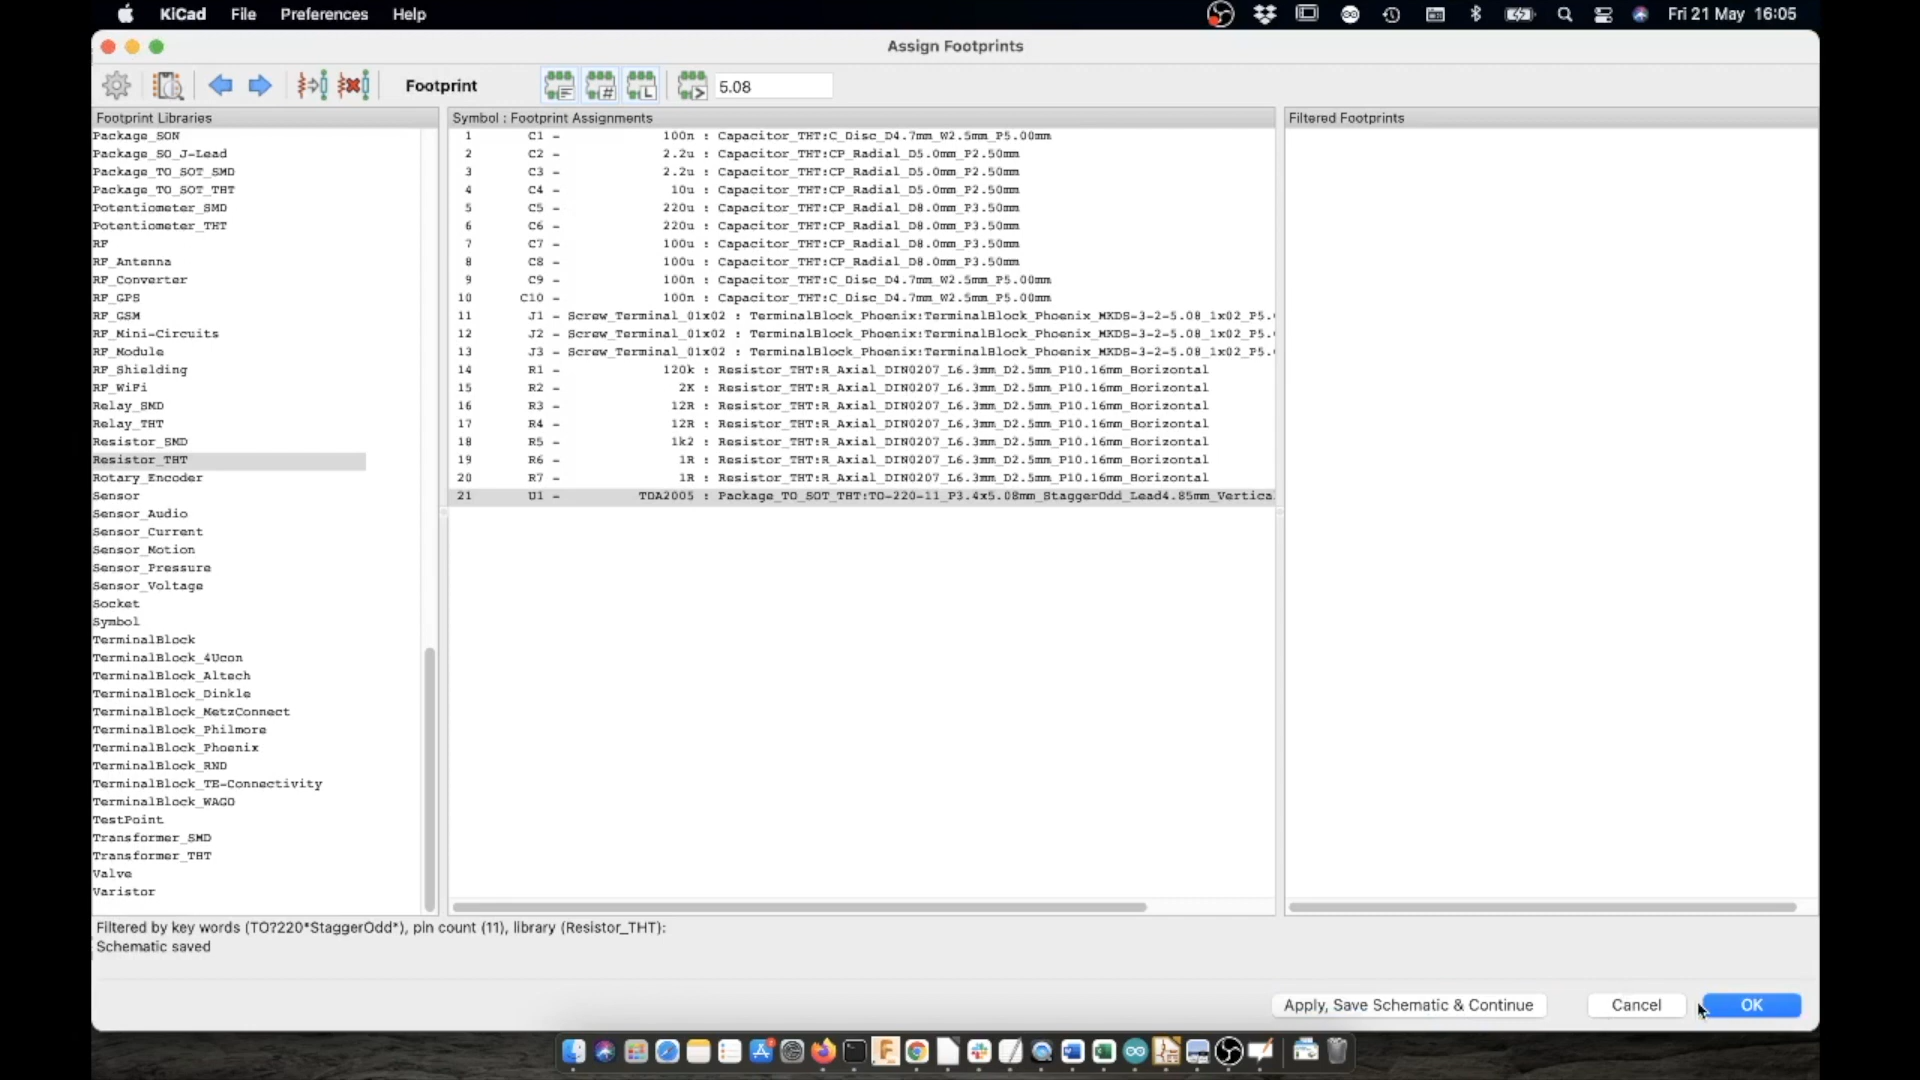 KiCad File Preferences Help Fri 21 May 16:05
Assign Footprints
Footprint 5.08
Footprint Libraries
Package_SON
Package_SO_J-Lead
Package_TO_SOT_SMD
Package_TO_SOT_THT
Potentiometer_SMD
Potentiometer_THT
RF
RF_Antenna
RF_Converter
RF_GPS
RF_GSM
RF_Mini-Circuits
RF_Module
RF_Shielding
RF_WiFi
Relay_SMD
Relay_THT
Resistor_SMD
Resistor_THT
Rotary_Encoder
Sensor
Sensor_Audio
Sensor_Current
Sensor_Motion
Sensor_Pressure
Sensor_Voltage
Socket
Symbol
TerminalBlock
TerminalBlock_4Ucon
TerminalBlock_Altech
TerminalBlock_Dinkle
TerminalBlock_MetzConnect
TerminalBlock_Philmore
TerminalBlock_Phoenix
TerminalBlock_RND
TerminalBlock_TE-Connectivity
TerminalBlock_WAGO
TestPoint
Transformer_SMD
Transformer_THT
Valve
Varistor
Symbol : Footprint Assignments
1 C1 - 100n : Capacitor_THT:C_Disc_D4.7mm_W2.5mm_P5.00mm
2 C2 - 2.2u : Capacitor_THT:CP_Radial_D5.0mm_P2.50mm
3 C3 - 2.2u : Capacitor_THT:CP_Radial_D5.0mm_P2.50mm
4 C4 - 10u : Capacitor_THT:CP_Radial_D5.0mm_P2.50mm
5 C5 - 220u : Capacitor_THT:CP_Radial_D8.0mm_P3.50mm
6 C6 - 220u : Capacitor_THT:CP_Radial_D8.0mm_P3.50mm
7 C7 - 100u : Capacitor_THT:CP_Radial_D8.0mm_P3.50mm
8 C8 - 100u : Capacitor_THT:CP_Radial_D8.0mm_P3.50mm
9 C9 - 100n : Capacitor_THT:C_Disc_D4.7mm_W2.5mm_P5.00mm
10 C10 - 100n : Capacitor_THT:C_Disc_D4.7mm_W2.5mm_P5.00mm
11 J1 - Screw_Terminal_01x02 : TerminalBlock_Phoenix:TerminalBlock_Phoenix_MKDS-3-2-5.08_1x02_P5.
12 J2 - Screw_Terminal_01x02 : TerminalBlock_Phoenix:TerminalBlock_Phoenix_MKDS-3-2-5.08_1x02_P5.
13 J3 - Screw_Terminal_01x02 : TerminalBlock_Phoenix:TerminalBlock_Phoenix_MKDS-3-2-5.08_1x02_P5.
14 R1 - 120k : Resistor_THT:R_Axial_DIN0207_L6.3mm_D2.5mm_P10.16mm_Horizontal
15 R2 - 2K : Resistor_THT:R_Axial_DIN0207_L6.3mm_D2.5mm_P10.16mm_Horizontal
16 R3 - 12R : Resistor_THT:R_Axial_DIN0207_L6.3mm_D2.5mm_P10.16mm_Horizontal
17 R4 - 12R : Resistor_THT:R_Axial_DIN0207_L6.3mm_D2.5mm_P10.16mm_Horizontal
18 R5 - 1k2 : Resistor_THT:R_Axial_DIN0207_L6.3mm_D2.5mm_P10.16mm_Horizontal
19 R6 - 1R : Resistor_THT:R_Axial_DIN0207_L6.3mm_D2.5mm_P10.16mm_Horizontal
20 R7 - 1R : Resistor_THT:R_Axial_DIN0207_L6.3mm_D2.5mm_P10.16mm_Horizontal
21 U1 - TDA2005 : Package_TO_SOT_THT:TO-220-11_P3.4x5.08mm_StaggerOdd_Lead4.85mm_Vertica
Filtered Footprints
Filtered by key words (TO?220*StaggerOdd*), pin count (11), library (Resistor_THT):
Schematic saved
Apply, Save Schematic & Continue Cancel OK